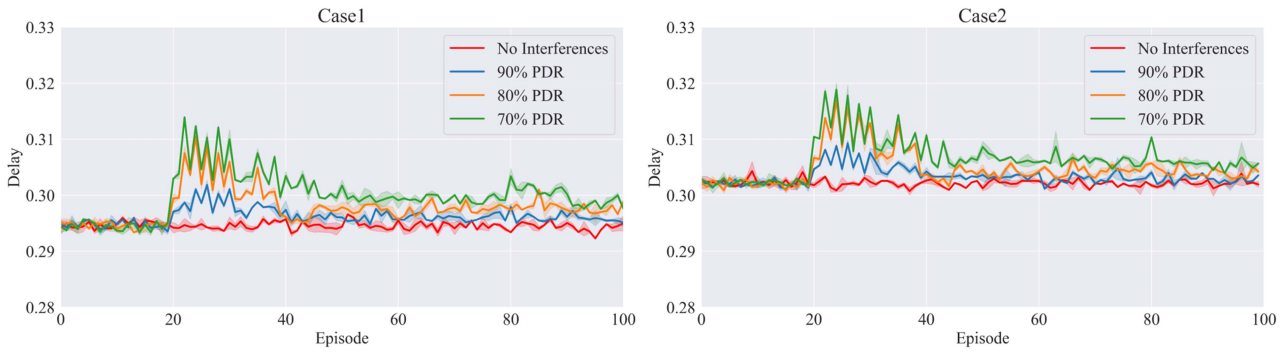 Case1
0.33
0.32
0.31
0.30
0.29
0.28
Delay
0 20 40 60 80 100
Episode
No Interferences
90% PDR
80% PDR
70% PDR
Case2
0.33
0.32
0.31
0.30
0.29
0.28
Delay
0 20 40 60 80 100
Episode
No Interferences
90% PDR
80% PDR
70% PDR